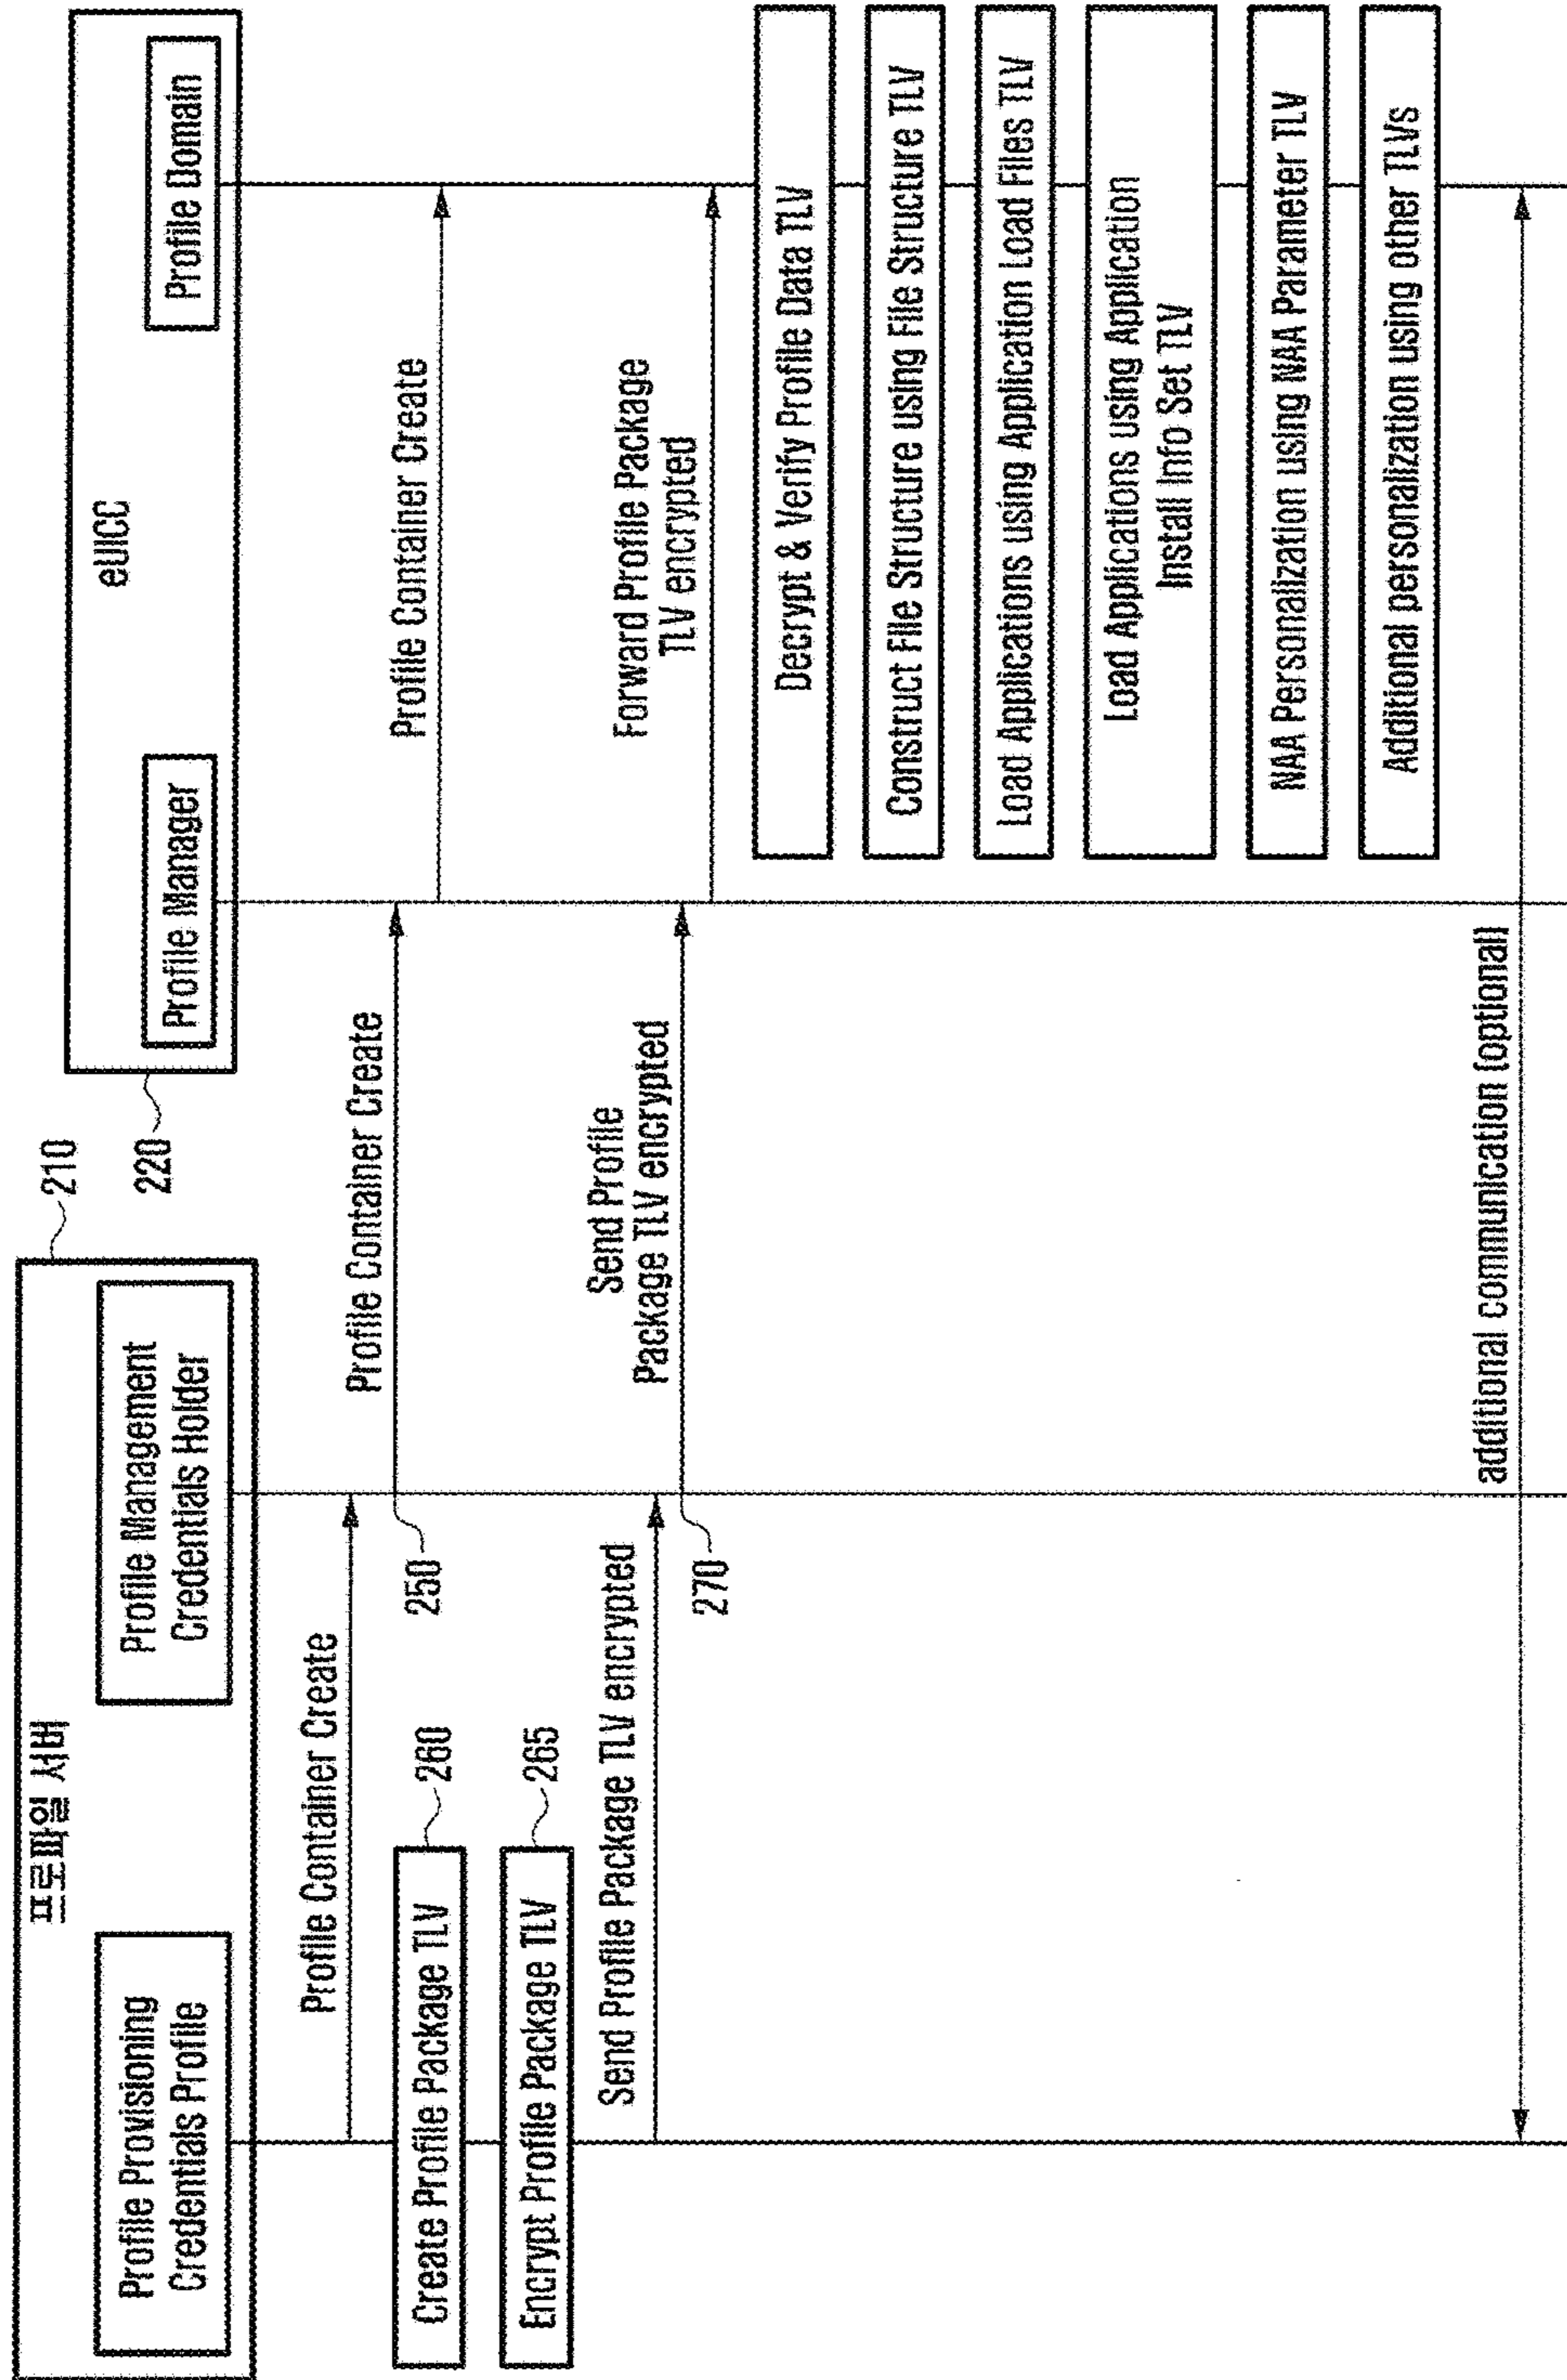 프로파일 서버
210
Profile Provisioning
Credentials Profile
Profile Management
Credentials Holder
eUICC
220
Profile Manager
Profile Domain
Profile Container Create
Profile Container Create
250
Profile Container Create
Create Profile Package TLV
260
Encrypt Profile Package TLV
265
Send Profile Package TLV encrypted
Send Profile
Package TLV encrypted
270
Forward Profile Package
TLV encrypted
Decrypt & Verify Profile Data TLV
Construct File Structure using File Structure TLV
Load Applications using Application Load Files TLV
Load Applications using Application
Install Info Set TLV
NAA Personalization using NAA Parameter TLV
Additional personalization using other TLVs
additional communication (optional)